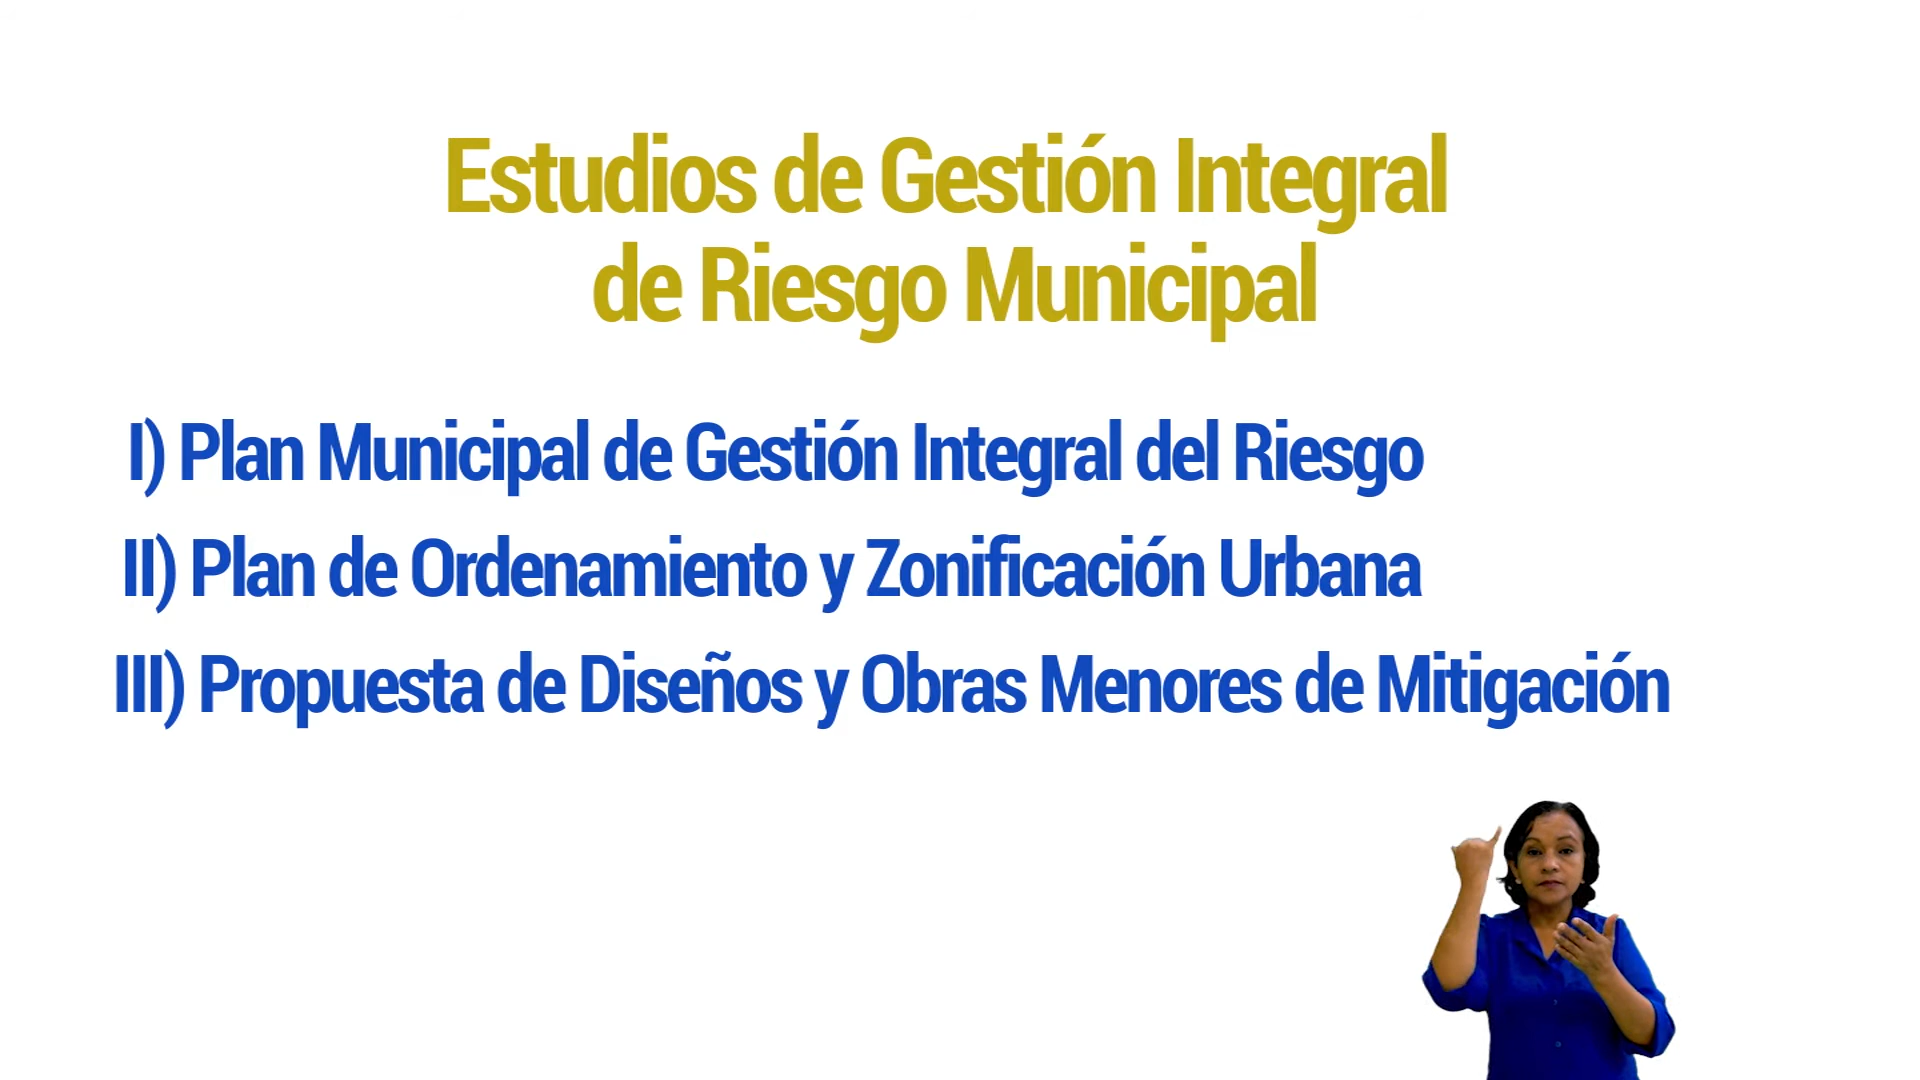 Estudios de Gestión Integral
de Riesgo Municipal
I) Plan Municipal de Gestión Integral del Riesgo
II) Plan de Ordenamiento y Zonificación Urbana
III) Propuesta de Diseños y Obras Menores de Mitigación